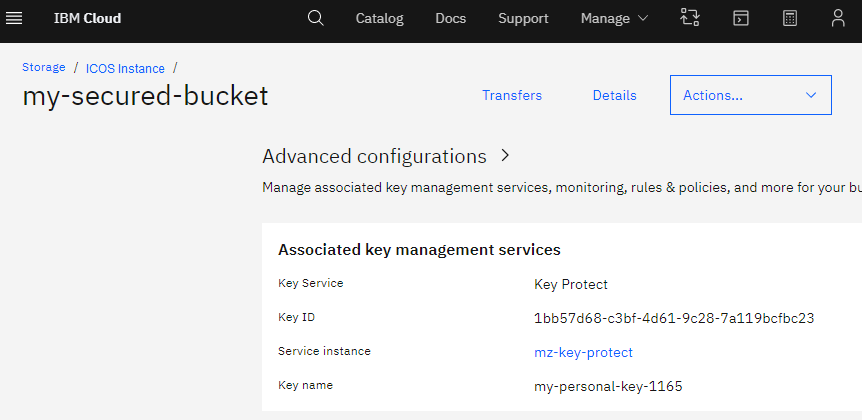 IBM Cloud Catalog Docs Support Manage
Storage / ICOS Instance /
my-secured-bucket Transfers Details Actions...
Advanced configurations
Manage associated key management services, monitoring, rules & policies, and more for your
Associated key management services
Key Service Key Protect
Key ID 1bb57d68-c3bf-4d61-9c28-7a119bcfbc23
Service instance mz-key-protect
Key name my-personal-key-1165